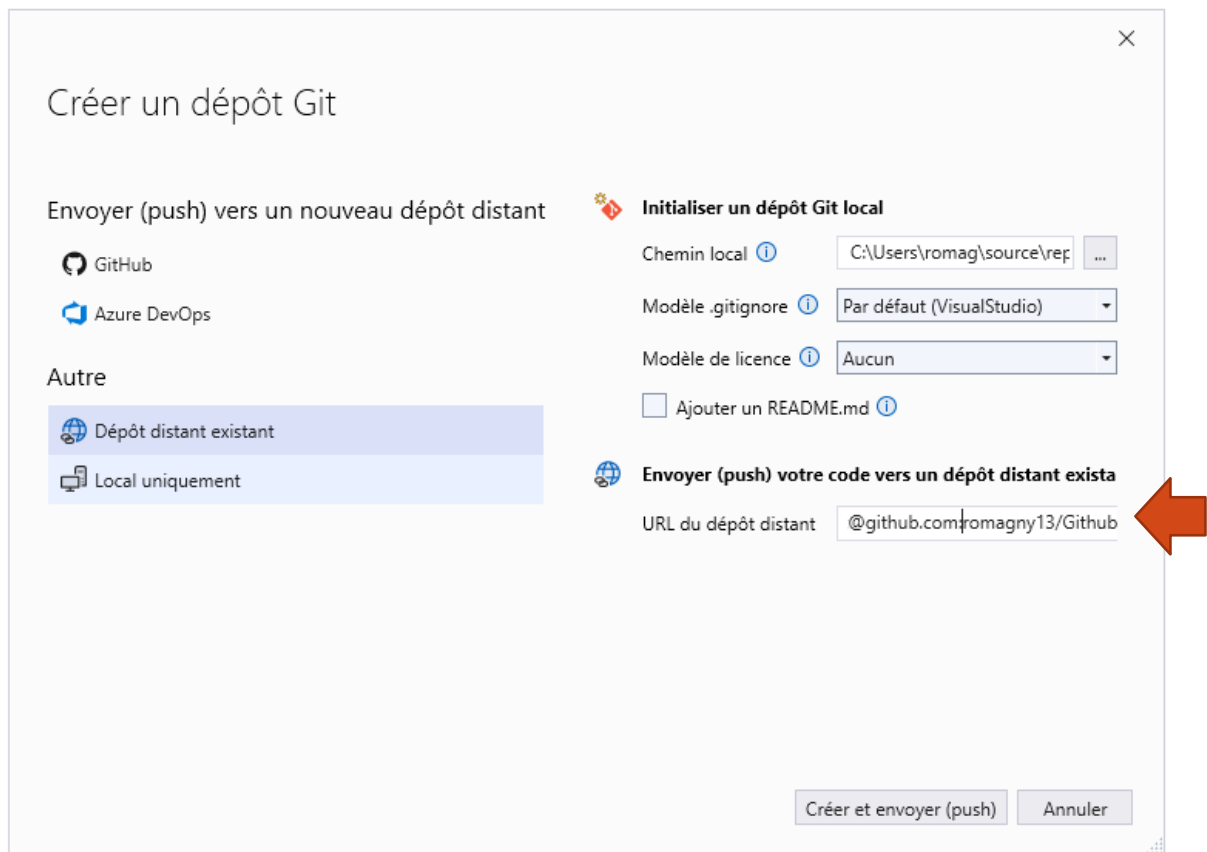 Créer un dépôt Git
Envoyer (push) vers un nouveau dépôt distant
GitHub
Azure DevOps
Autre
Dépôt distant existant
Local uniquement
Initialiser un dépôt Git local
Chemin local
C:\Users\romag\source\rep
...
Modèle .gitignore
Par défaut (VisualStudio)
Modèle de licence
Aucun
Ajouter un README.md
Envoyer (push) votre code vers un dépôt distant exista
URL du dépôt distant
@github.com:romagny13/Github
Créer et envoyer (push)
Annuler